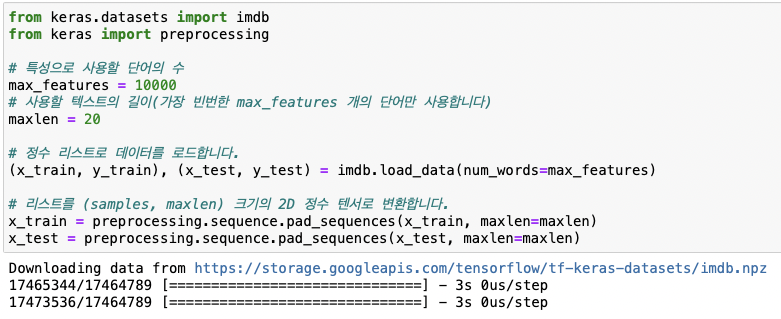 from keras.datasets import imdb
from keras import preprocessing
# 특성으로 사용할 단어의 수
max_features = 10000
# 사용할 텍스트의 길이(가장 빈번한 max_features 개의 단어만 사용합니다)
maxlen = 20
# 정수 리스트로 데이터를 로드합니다.
(x_train, y_train), (x_test, y_test) = imdb.load_data(num_words=max_features)
# 리스트를 (samples, maxlen) 크기의 2D 정수 텐서로 변환합니다.
x_train = preprocessing.sequence.pad_sequences(x_train, maxlen=maxlen)
x_test = preprocessing.sequence.pad_sequences(x_test, maxlen=maxlen)
Downloading data from https://storage.googleapis.com/tensorflow/tf-keras-datasets/imdb.npz
17465344/17464789 [==============================] - 3s 0us/step
17473536/17464789 [==============================] - 3s 0us/step